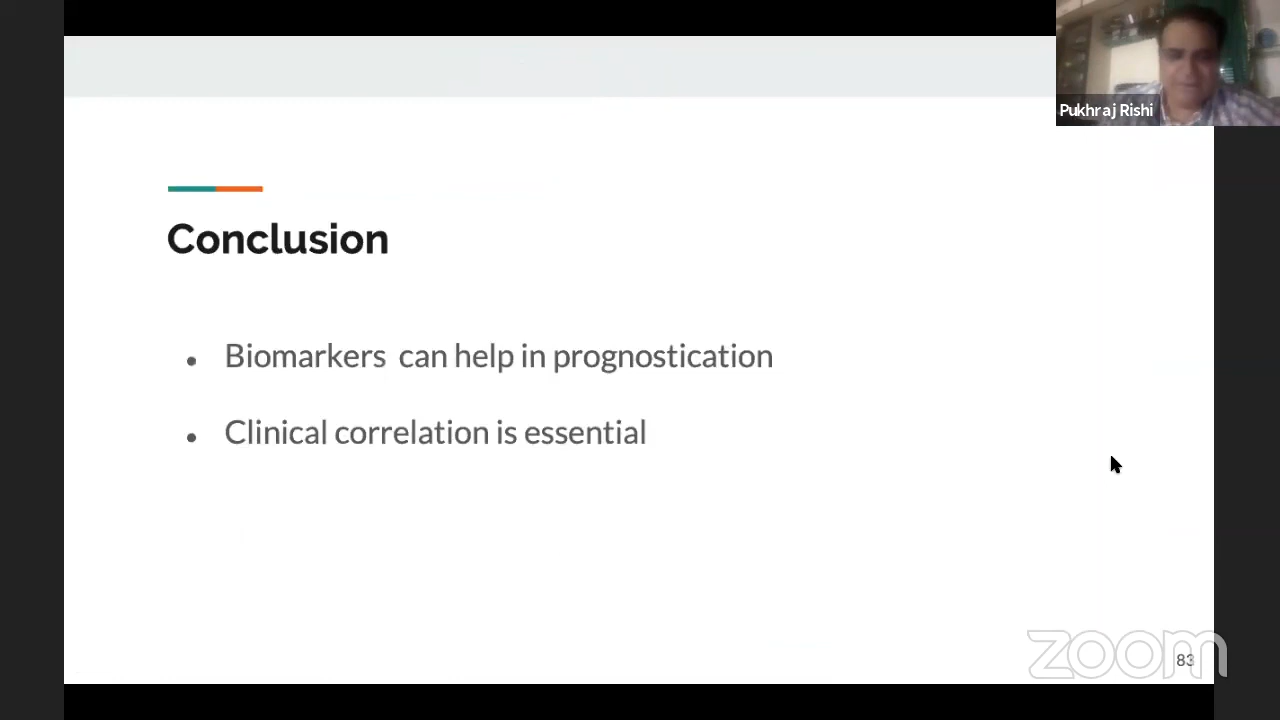 Pukhraj Rishi
Conclusion
• Biomarkers can help in prognostication
• Clinical correlation is essential
zoom
83